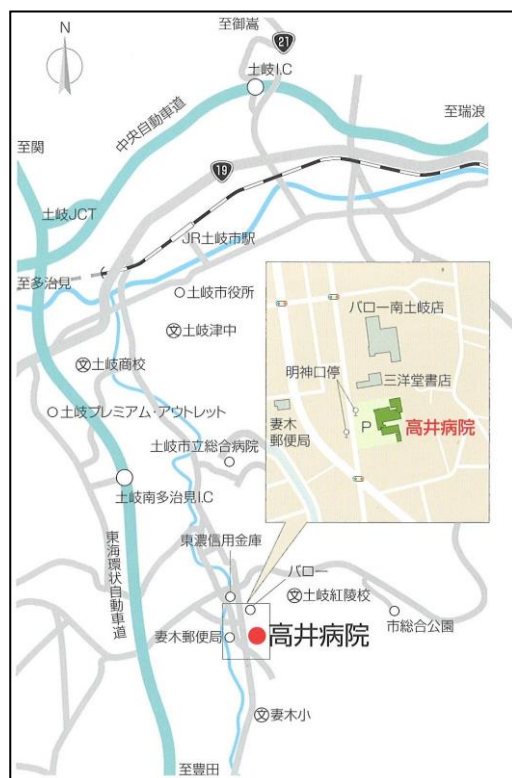 至御嵩
N
21
土岐I.C
至瑞浪
中央自動車道
至関
19
土岐JCT
JR土岐市駅
至多治見
土岐市役所
文土岐津中
バロー南土岐店
文土岐商校
三洋堂書店
明神口停
土岐プレミアム・アウトレット
P
高井病院
妻木
郵便局
土岐市立総合病院
土岐南多治見I.C
東濃信用金庫
東海環状自動車道
バロー
文土岐紅陵校
市総合公園
妻木郵便局
高井病院
文妻木小
至豊田